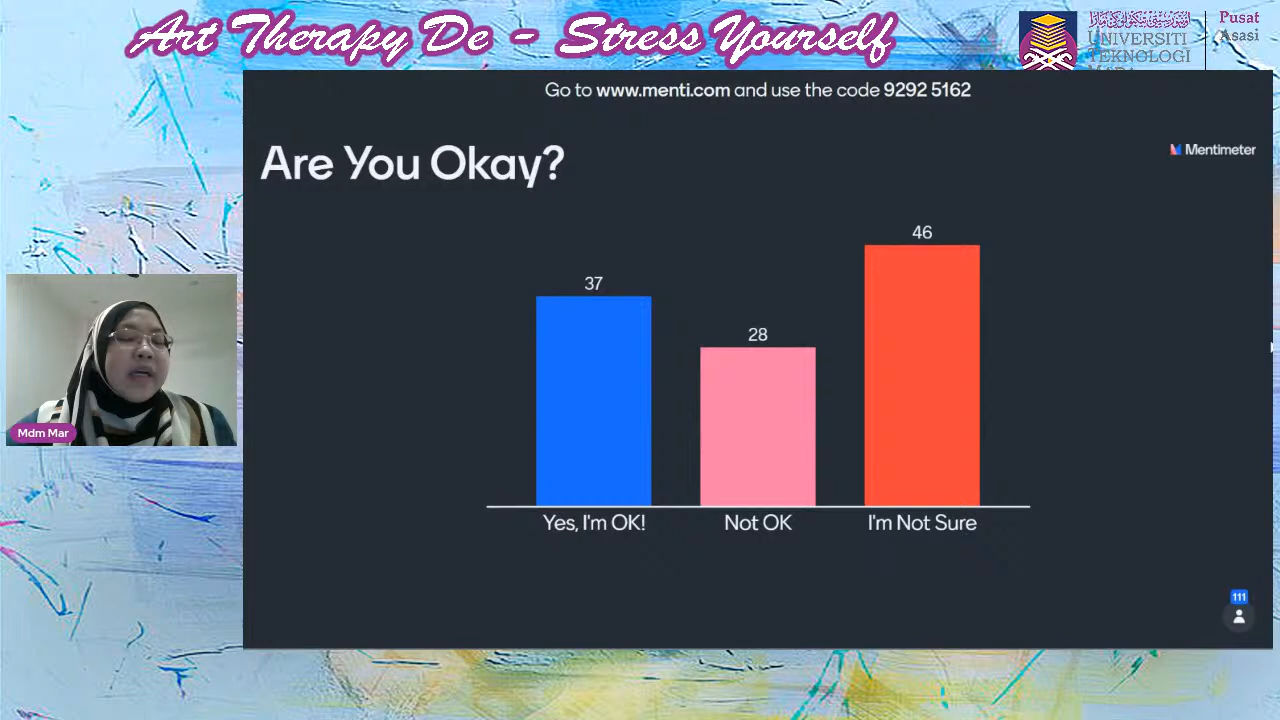 Art Therapy De - Stress Yourself
UNIVERSITI
TEKNOLOGI
Pusat
Asasi
Go to www.menti.com and use the code 9292 5162
Are You Okay?
Mentimeter
37
28
46
Yes, I'm OK!
Not OK
I'm Not Sure
Mdm Mar
111